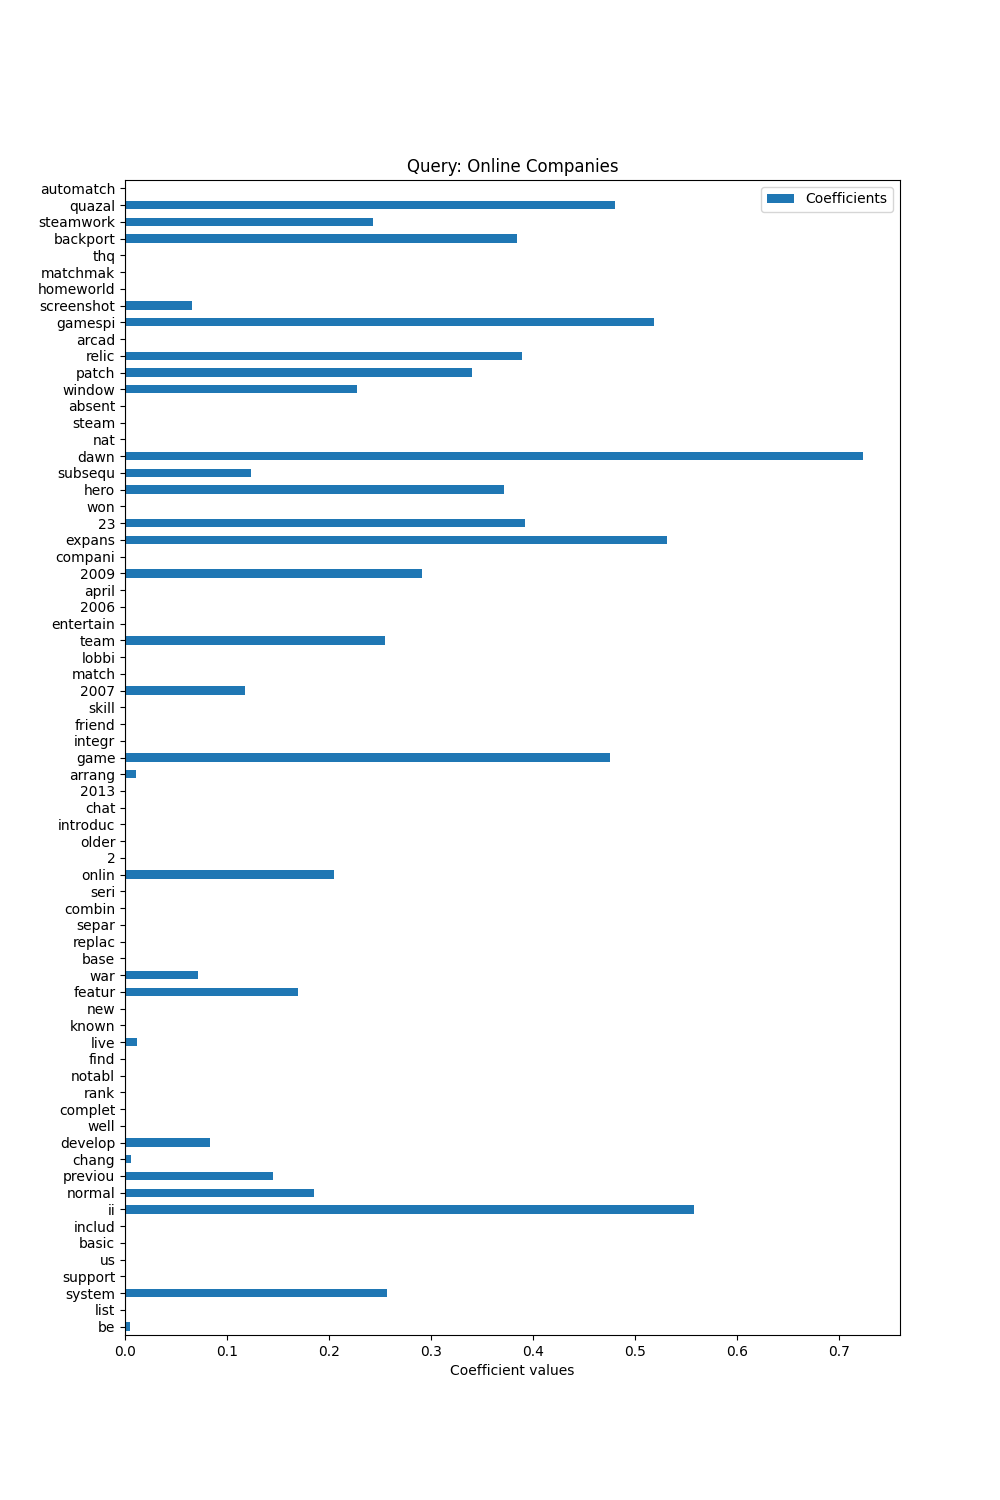 Query: Online Companies
Coefficients
automatch
quazal
steamwork
backport
thq
matchmak
homeworld
screenshot
gamespi
arcad
relic
patch
window
absent
steam
nat
dawn
subsequ
hero
won
23
expans
compani
2009
april
2006
entertain
team
lobbi
match
2007
skill
friend
integr
game
arrang
2013
chat
introduc
older
2
onlin
seri
combin
separ
replac
base
war
featur
new
known
live
find
notabl
rank
complet
well
develop
chang
previou
normal
ii
includ
basic
us
support
system
list
be
0.0 0.1 0.2 0.3 0.4 0.5 0.6 0.7
Coefficient values